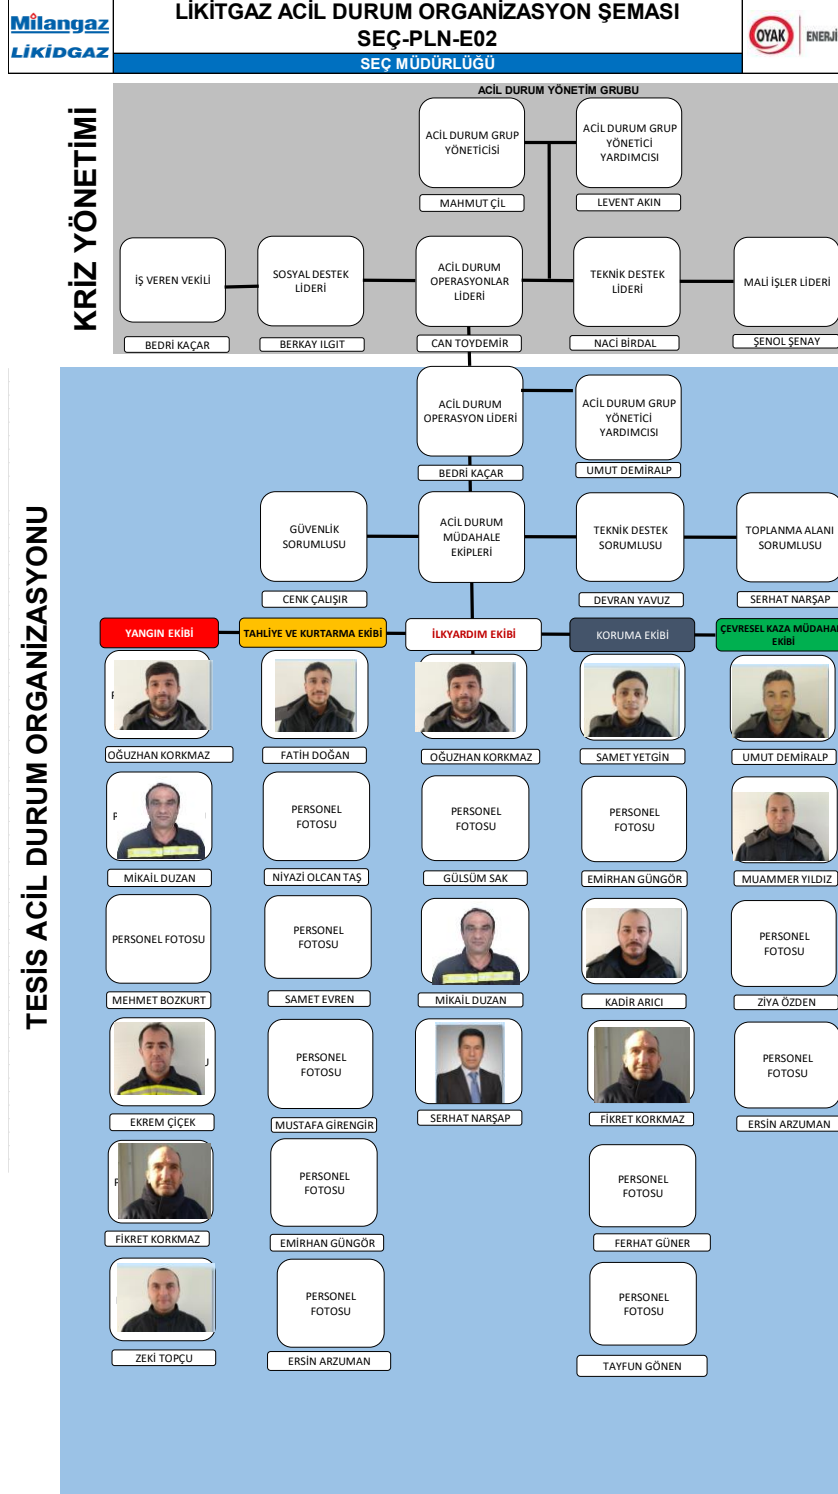 Milangaz
LİKİDGAZ
LİKİTGAZ ACİL DURUM ORGANİZASYON ŞEMASI
SEÇ-PLN-E02
SEÇ MÜDÜRLÜĞÜ
OYAK
ENERJİ
KRİZ YÖNETİMİ
ACİL DURUM YÖNETİM GRUBU
ACİL DURUM GRUP
YÖNETİCİSİ
MAHMUT ÇİL
ACİL DURUM GRUP
YÖNETİCİ
YARDIMCISI
LEVENT AKIN
İŞ VEREN VEKİLİ
BEDRİ KAÇAR
SOSYAL DESTEK
LİDERİ
BERKAY ILGIT
ACİL DURUM
OPERASYONLAR
LİDERİ
CAN TOYDEMİR
TEKNİK DESTEK
LİDERİ
NACİ BİRDAL
MALİ İŞLER LİDERİ
ŞENOL ŞENAY
TESİS ACİL DURUM ORGANİZASYONU
ACİL DURUM
OPERASYON LİDERİ
BEDRİ KAÇAR
ACİL DURUM GRUP
YÖNETİCİ
YARDIMCISI
UMUT DEMİRALP
GÜVENLİK
SORUMLUSU
CENK ÇALIŞIR
ACİL DURUM
MÜDAHALE
EKİPLERİ
TEKNİK DESTEK
SORUMLUSU
DEVRAN YAVUZ
TOPLANMA ALANI
SORUMLUSU
SERHAT NARŞAP
YANGIN EKİBİ
OĞUZHAN KORKMAZ
MİKAİL DUZAN
PERSONEL FOTOSU
MEHMET BOZKURT
EKREM ÇİÇEK
FİKRET KORKMAZ
ZEKİ TOPÇU
TAHLİYE VE KURTARMA EKİBİ
FATİH DOĞAN
PERSONEL
FOTOSU
NİYAZİ OLCAN TAŞ
PERSONEL
FOTOSU
SAMET EVREN
PERSONEL
FOTOSU
MUSTAFA GİRENGİR
PERSONEL
FOTOSU
EMİRHAN GÜNGÖR
PERSONEL
FOTOSU
ERSİN ARZUMAN
İLKYARDIM EKİBİ
OĞUZHAN KORKMAZ
PERSONEL
FOTOSU
GÜLSÜM SAK
MİKAİL DUZAN
SERHAT NARŞAP
KORUMA EKİBİ
SAMET YETGİN
PERSONEL
FOTOSU
EMİRHAN GÜNGÖR
KADİR ARICI
FİKRET KORKMAZ
PERSONEL
FOTOSU
FERHAT GÜNER
PERSONEL
FOTOSU
TAYFUN GÖNEN
ÇEVRESEL KAZA MÜDAHA
EKİBİ
UMUT DEMİRALP
MUAMMER YILDIZ
PERSONEL
FOTOSU
ZİYA ÖZDEN
PERSONEL
FOTOSU
ERSİN ARZUMAN